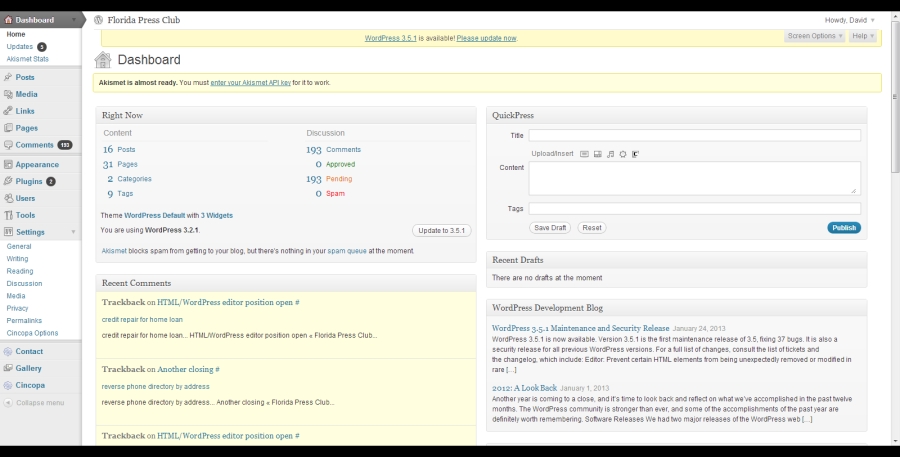 Dashboard
Home
Updates 5
Akismet Stats
Posts
Media
Links
Pages
Comments 193
Appearance
Plugins 2
Users
Tools
Settings
General
Writing
Reading
Discussion
Media
Privacy
Permalinks
Cincopa Options
Contact
Gallery
Cincopa
Collapse menu
Florida Press Club
Howdy, David
WordPress 3.5.1 is available! Please update now.
Screen Options
Help
Dashboard
Akismet is almost ready. You must enter your Akismet API key for it to work.
Right Now
Content
Discussion
16 Posts
193 Comments
31 Pages
0 Approved
2 Categories
193 Pending
9 Tags
0 Spam
Theme WordPress Default with 3 Widgets
You are using WordPress 3.2.1.
Update to 3.5.1
Akismet blocks spam from getting to your blog, but there's nothing in your spam queue at the moment.
Recent Comments
Trackback on HTML/WordPress editor position open #
credit repair for home loan
credit repair for home loan... HTML/WordPress editor position open « Florida Press Club...
Trackback on Another closing #
reverse phone directory by address
reverse phone directory by address... Another closing « Florida Press Club...
Trackback on HTML/WordPress editor position open #
QuickPress
Title
Upload/Insert
Content
Tags
Save Draft
Reset
Publish
Recent Drafts
There are no drafts at the moment
WordPress Development Blog
WordPress 3.5.1 Maintenance and Security Release January 24, 2013
WordPress 3.5.1 is now available. Version 3.5.1 is the first maintenance release of 3.5, fixing 37 bugs. It is also a
security release for all previous WordPress versions. For a full list of changes, consult the list of tickets and
the changelog, which include: Editor: Prevent certain HTML elements from being unexpectedly removed or modified in
rare [...]
2012: A Look Back January 1, 2013
Another year is coming to a close, and it's time to look back and reflect on what we've accomplished in the past twelve
months. The WordPress community is stronger than ever, and some of the accomplishments of the past year are
definitely worth remembering. Software Releases We had two major releases of the WordPress web [...]